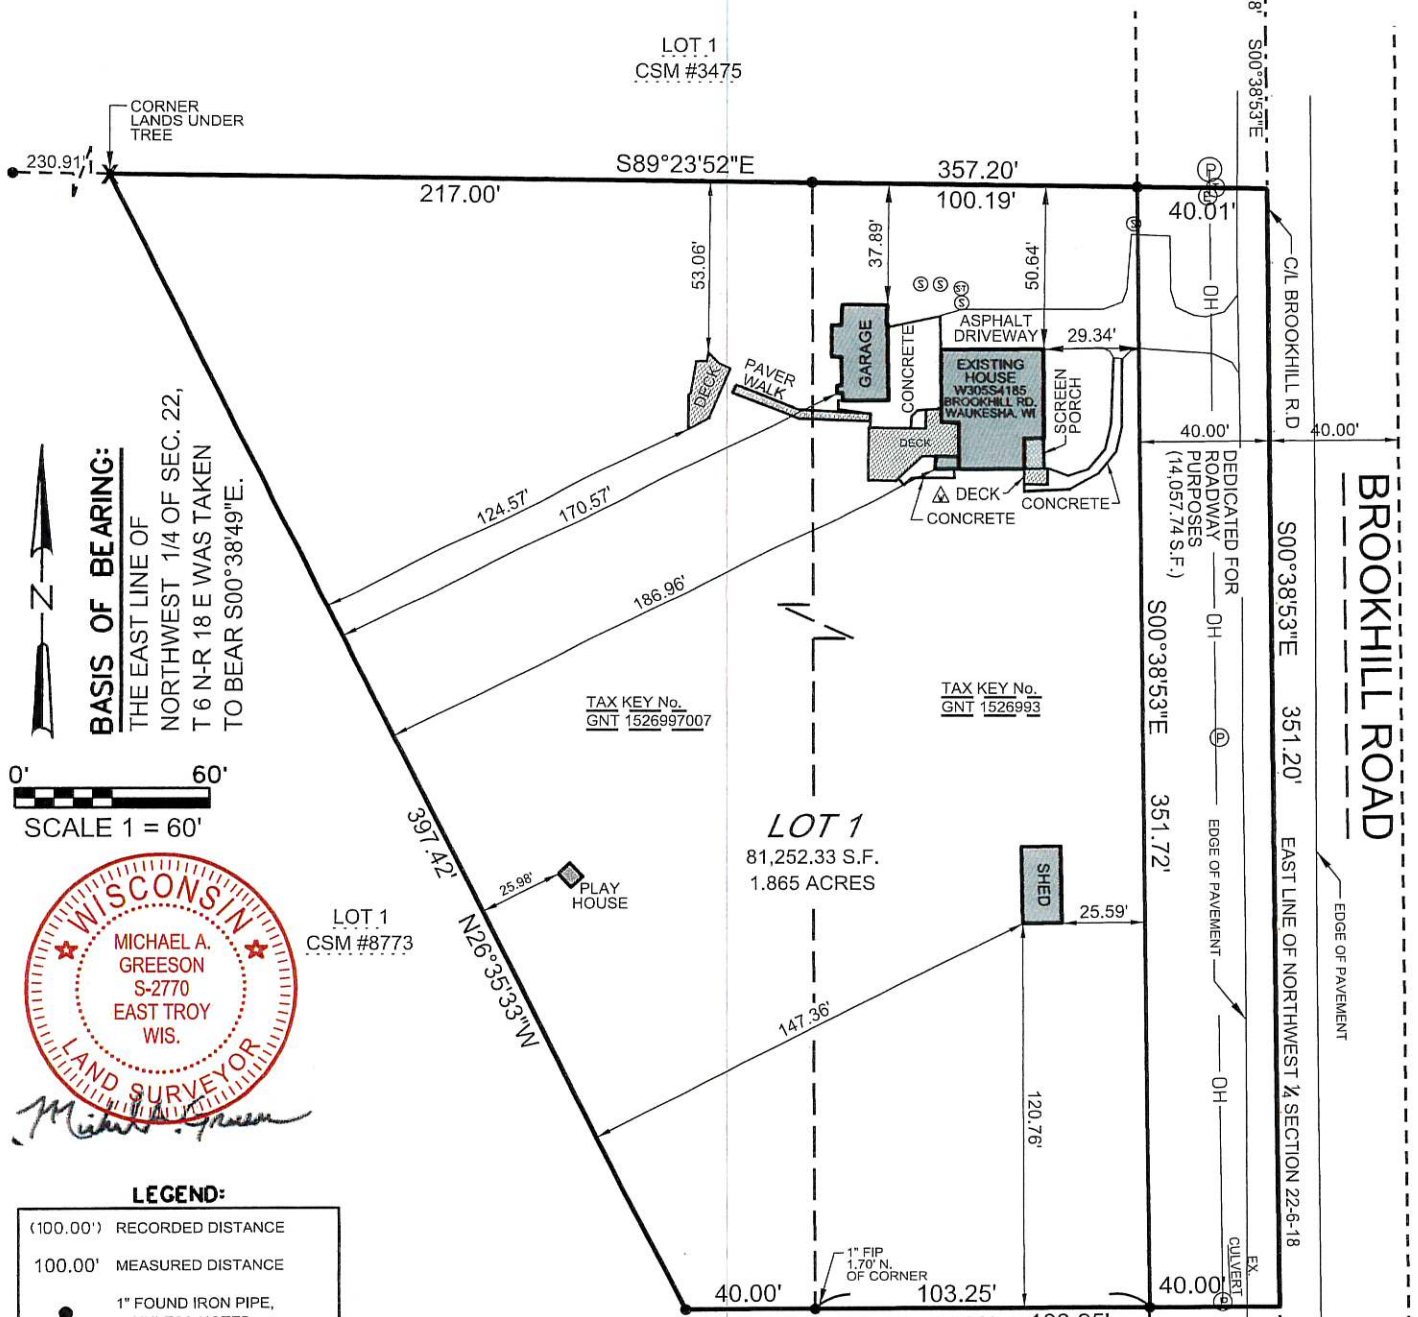 LOT 1
CSM #3475
8'
S00°38'53"E
CORNER
LANDS UNDER
TREE
230.91'
S89°23'52"E
357.20'
217.00'
100.19'
40.01'
P
E
S
53.06'
37.89'
50.64'
S S ST
S
OH
C/L BROOKHILL R.D
GARAGE
CONCRETE
ASPHALT
DRIVEWAY
29.34'
EXISTING
HOUSE
W305S4185
BROOKHILL RD.
WAUKESHA, WI
SCREEN
PORCH
DECK
PAVER
WALK
DECK
DECK
CONCRETE
CONCRETE
40.00'
40.00'
DEDICATED FOR
ROADWAY
PURPOSES
(14,057.74 S.F.)
BROOKHILL ROAD
BASIS OF BEARING:
THE EAST LINE OF
NORTHWEST 1/4 OF SEC. 22,
T 6 N-R 18 E WAS TAKEN
TO BEAR S00°38'49"E.
N
124.57'
170.57'
186.96'
S00°38'53"E
351.20'
OH
S00°38'53"E
351.72'
P
TAX KEY No.
GNT 1526997007
TAX KEY No.
GNT 1526993
0' 60'
SCALE 1 = 60'
397.42'
N26°35'33"W
LOT 1
81,252.33 S.F.
1.865 ACRES
SHED
25.59'
25.98'
PLAY
HOUSE
LOT 1
CSM #8773
EDGE OF PAVEMENT
EDGE OF PAVEMENT
EAST LINE OF NORTHWEST ¼ SECTION 22-6-18
WISCONSIN
MICHAEL A.
GREESON
S-2770
EAST TROY
WIS.
LAND SURVEYOR
147.36'
120.76'
OH
LEGEND:
(100.00') RECORDED DISTANCE
100.00' MEASURED DISTANCE
1" FOUND IRON PIPE,
1" FIP
1.70' N.
OF CORNER
EX.
CULVERT
P
40.00'
103.25'
40.00'